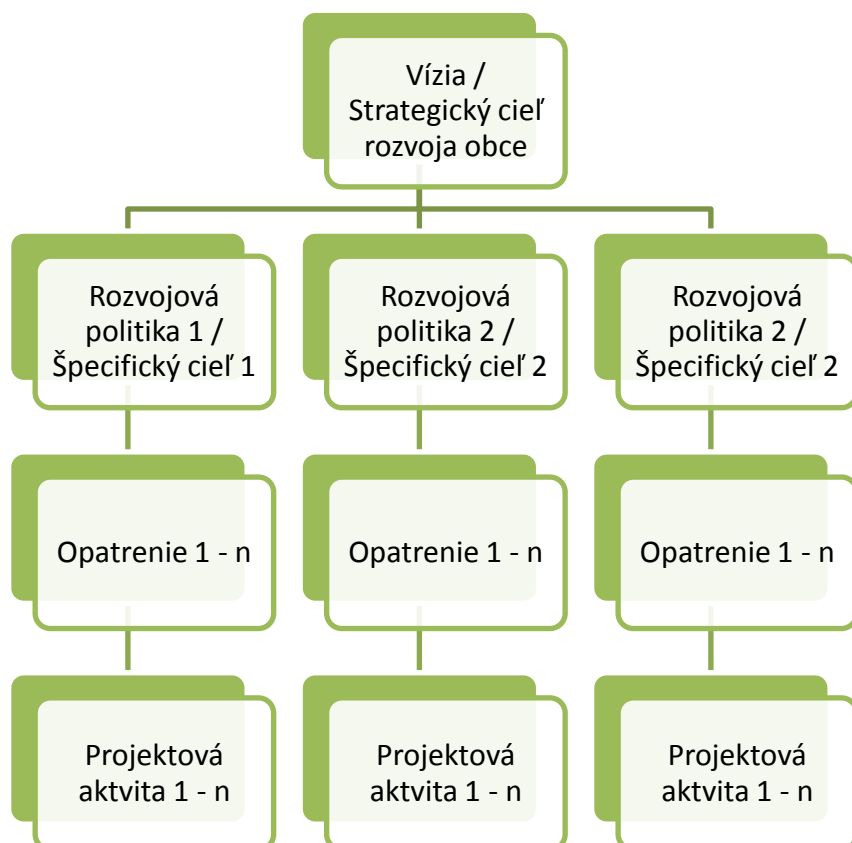 Vízia /
Strategický cieľ
rozvoja obce
Rozvojová
politika 1 /
Špecifický cieľ 1
Rozvojová
politika 2 /
Špecifický cieľ 2
Rozvojová
politika 2 /
Špecifický cieľ 2
Opatrenie 1 - n
Opatrenie 1 - n
Opatrenie 1 - n
Projektová
aktvita 1 - n
Projektová
aktvita 1 - n
Projektová
aktvita 1 - n